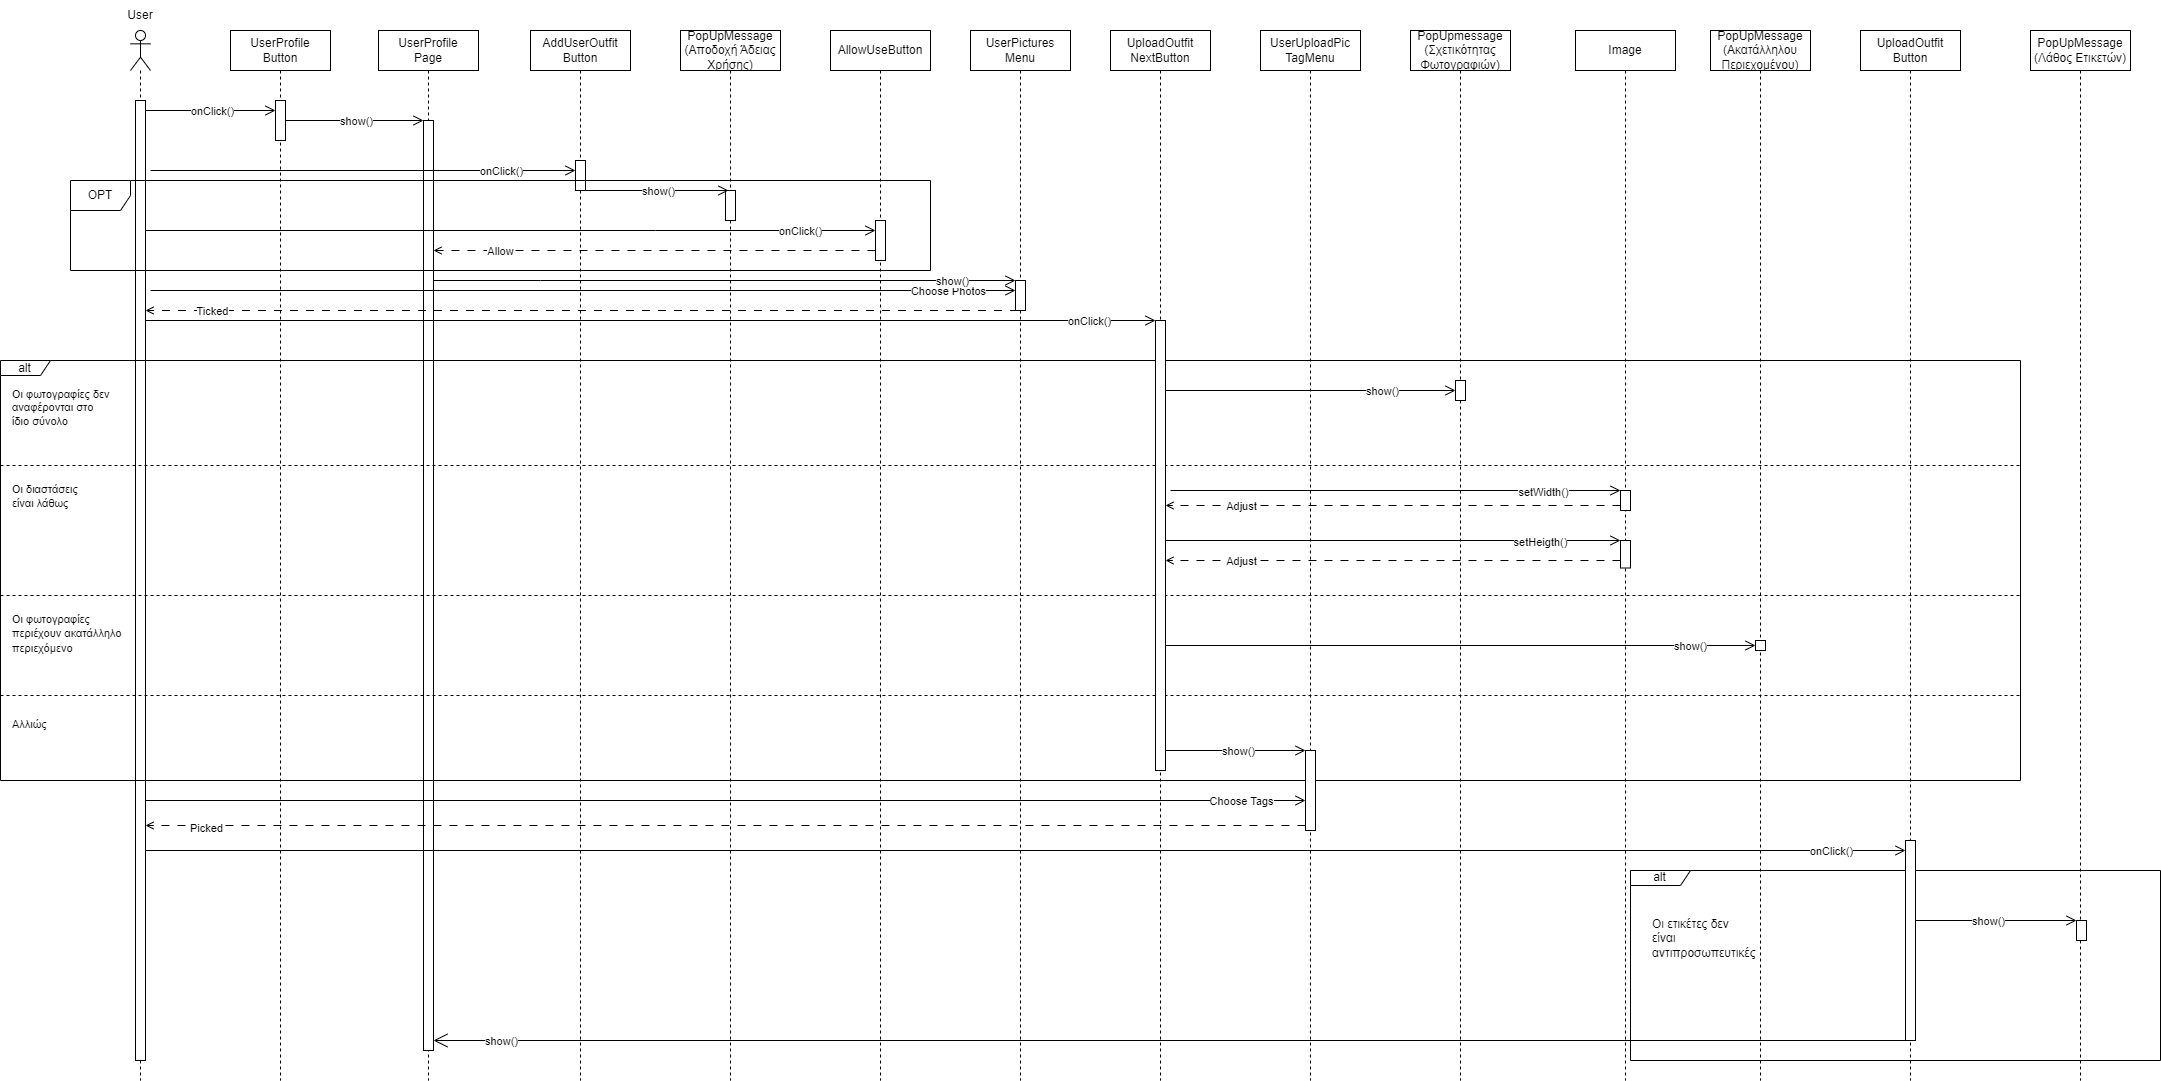 User
UserProfile
Button
UserProfile
Page
AddUserOutfit
Button
PopUpMessage
(Αποδοχή Άδειας
Χρήσης)
AllowUseButton
UserPictures
Menu
UploadOutfit
NextButton
UserUploadPic
TagMenu
PopUpmessage
(Σχετικότητας
Φωτογραφιών)
Image
PopUpMessage
(Ακατάλληλου
Περιεχομένου)
UploadOutfit
Button
PopUpMessage
(Λάθος Ετικετών)
onClick()
show()
onClick()
OPT
show()
onClick()
Allow
show()
Choose Photos
Ticked
onClick()
alt
Οι φωτογραφίες δεν
αναφέρονται στο
ίδιο σύνολο
show()
Οι διαστάσεις
είναι λάθως
setWidth()
Adjust
setHeigth()
Adjust
Οι φωτογραφίες
περιέχουν ακατάλληλο
περιεχόμενο
show()
Αλλιώς
show()
Choose Tags
Picked
onClick()
alt
Οι ετικέτες δεν
είναι
αντιπροσωπευτικές
show()
show()